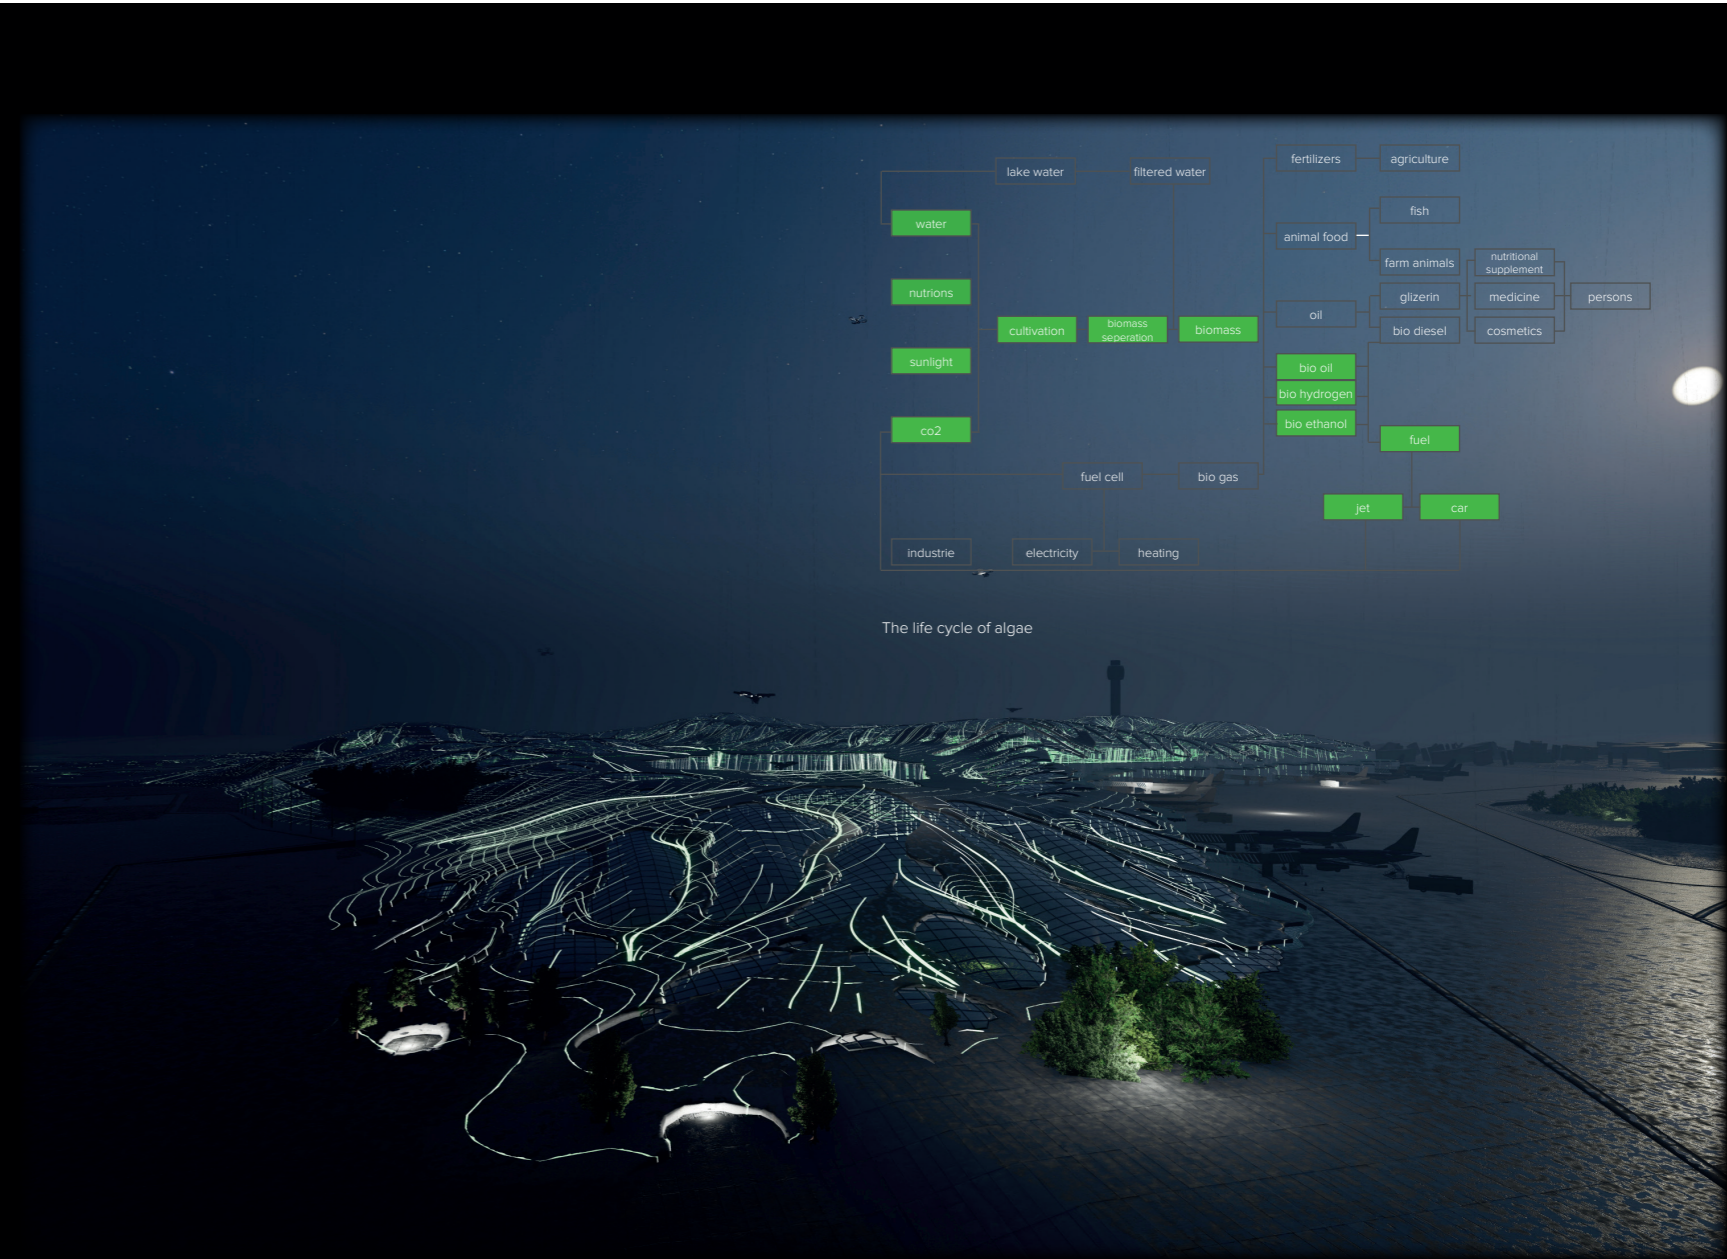 fertilizers
agriculture
lake water
filtered water
fish
water
animal food
farm animals
nutritional
supplement
nutrions
glizerin
medicine
persons
oil
cultivation
biomass
seperation
biomass
bio diesel
cosmetics
sunlight
bio oil
bio hydrogen
bio ethanol
co2
fuel
fuel cell
bio gas
jet
car
industrie
electricity
heating
The life cycle of algae